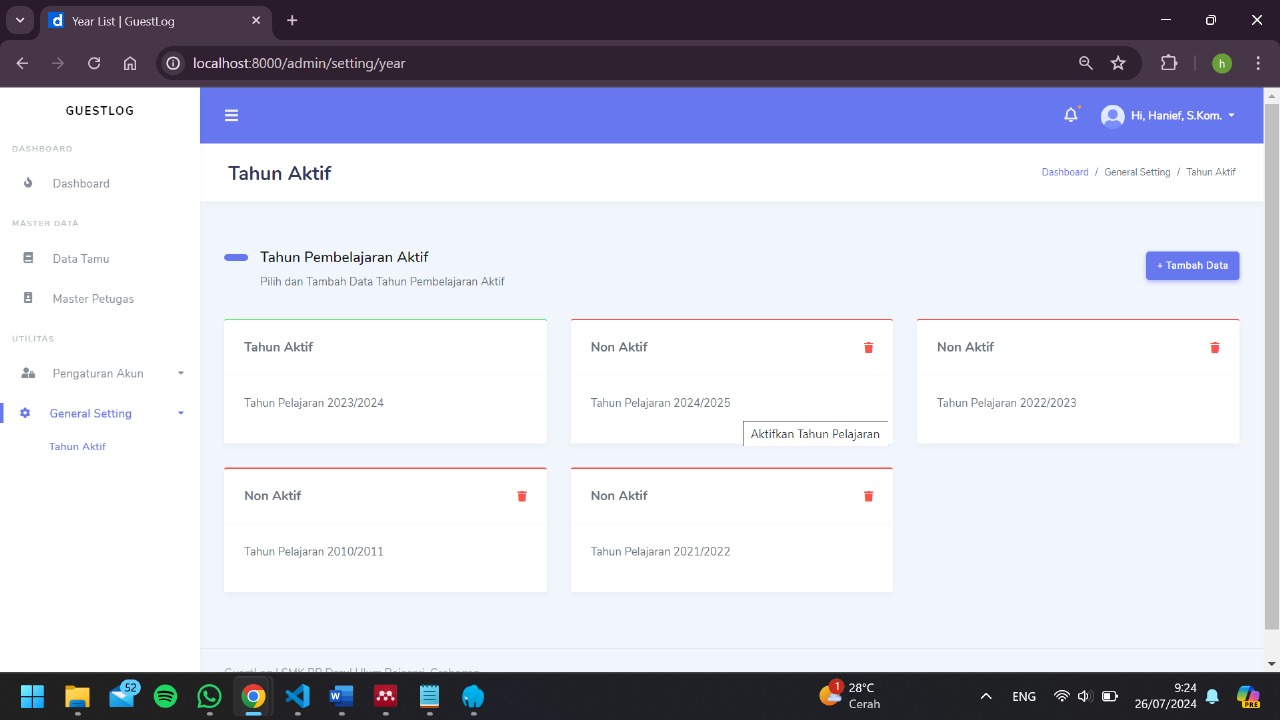 Year List | GuestLog
localhost:8000/admin/setting/year
h
GUESTLOG
Hi, Hanief, S.Kom.
DASHBOARD
Dashboard
MASTER DATA
Data Tamu
Master Petugas
UTILITAS
Pengaturan Akun
General Setting
Tahun Aktif
Tahun Aktif
Dashboard / General Setting / Tahun Aktif
Tahun Pembelajaran Aktif
Pilih dan Tambah Data Tahun Pembelajaran Aktif
+ Tambah Data
Tahun Aktif
Tahun Pelajaran 2023/2024
Non Aktif
Tahun Pelajaran 2024/2025
Aktifkan Tahun Pelajaran
Non Aktif
Tahun Pelajaran 2022/2023
Non Aktif
Tahun Pelajaran 2010/2011
Non Aktif
Tahun Pelajaran 2021/2022
52
1
28°C
Cerah
ENG
9:24
26/07/2024
PRE